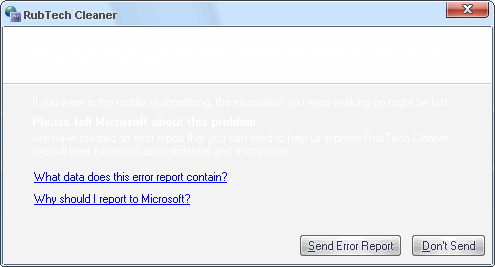 RubTech Cleaner
If you were in the middle of something, the information you were working on might be lost.
Please tell Microsoft about this problem.
We have created an error report that you can send to help us improve RubTech Cleaner.
We will treat this report as confidential and anonymous.
What data does this error report contain?
Why should I report to Microsoft?
Send Error Report
Don't Send